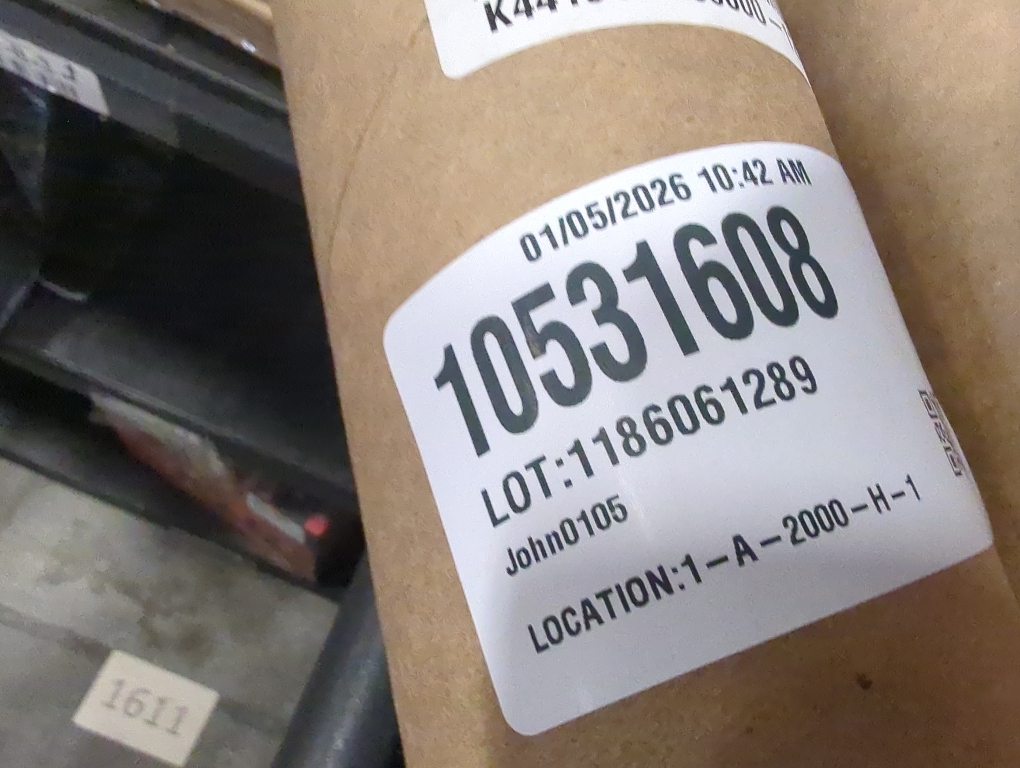 01/05/2026 10:42 AM
10531608
LOT:1186061289
John0105
LOCATION:1-A-2000-H-1
1611